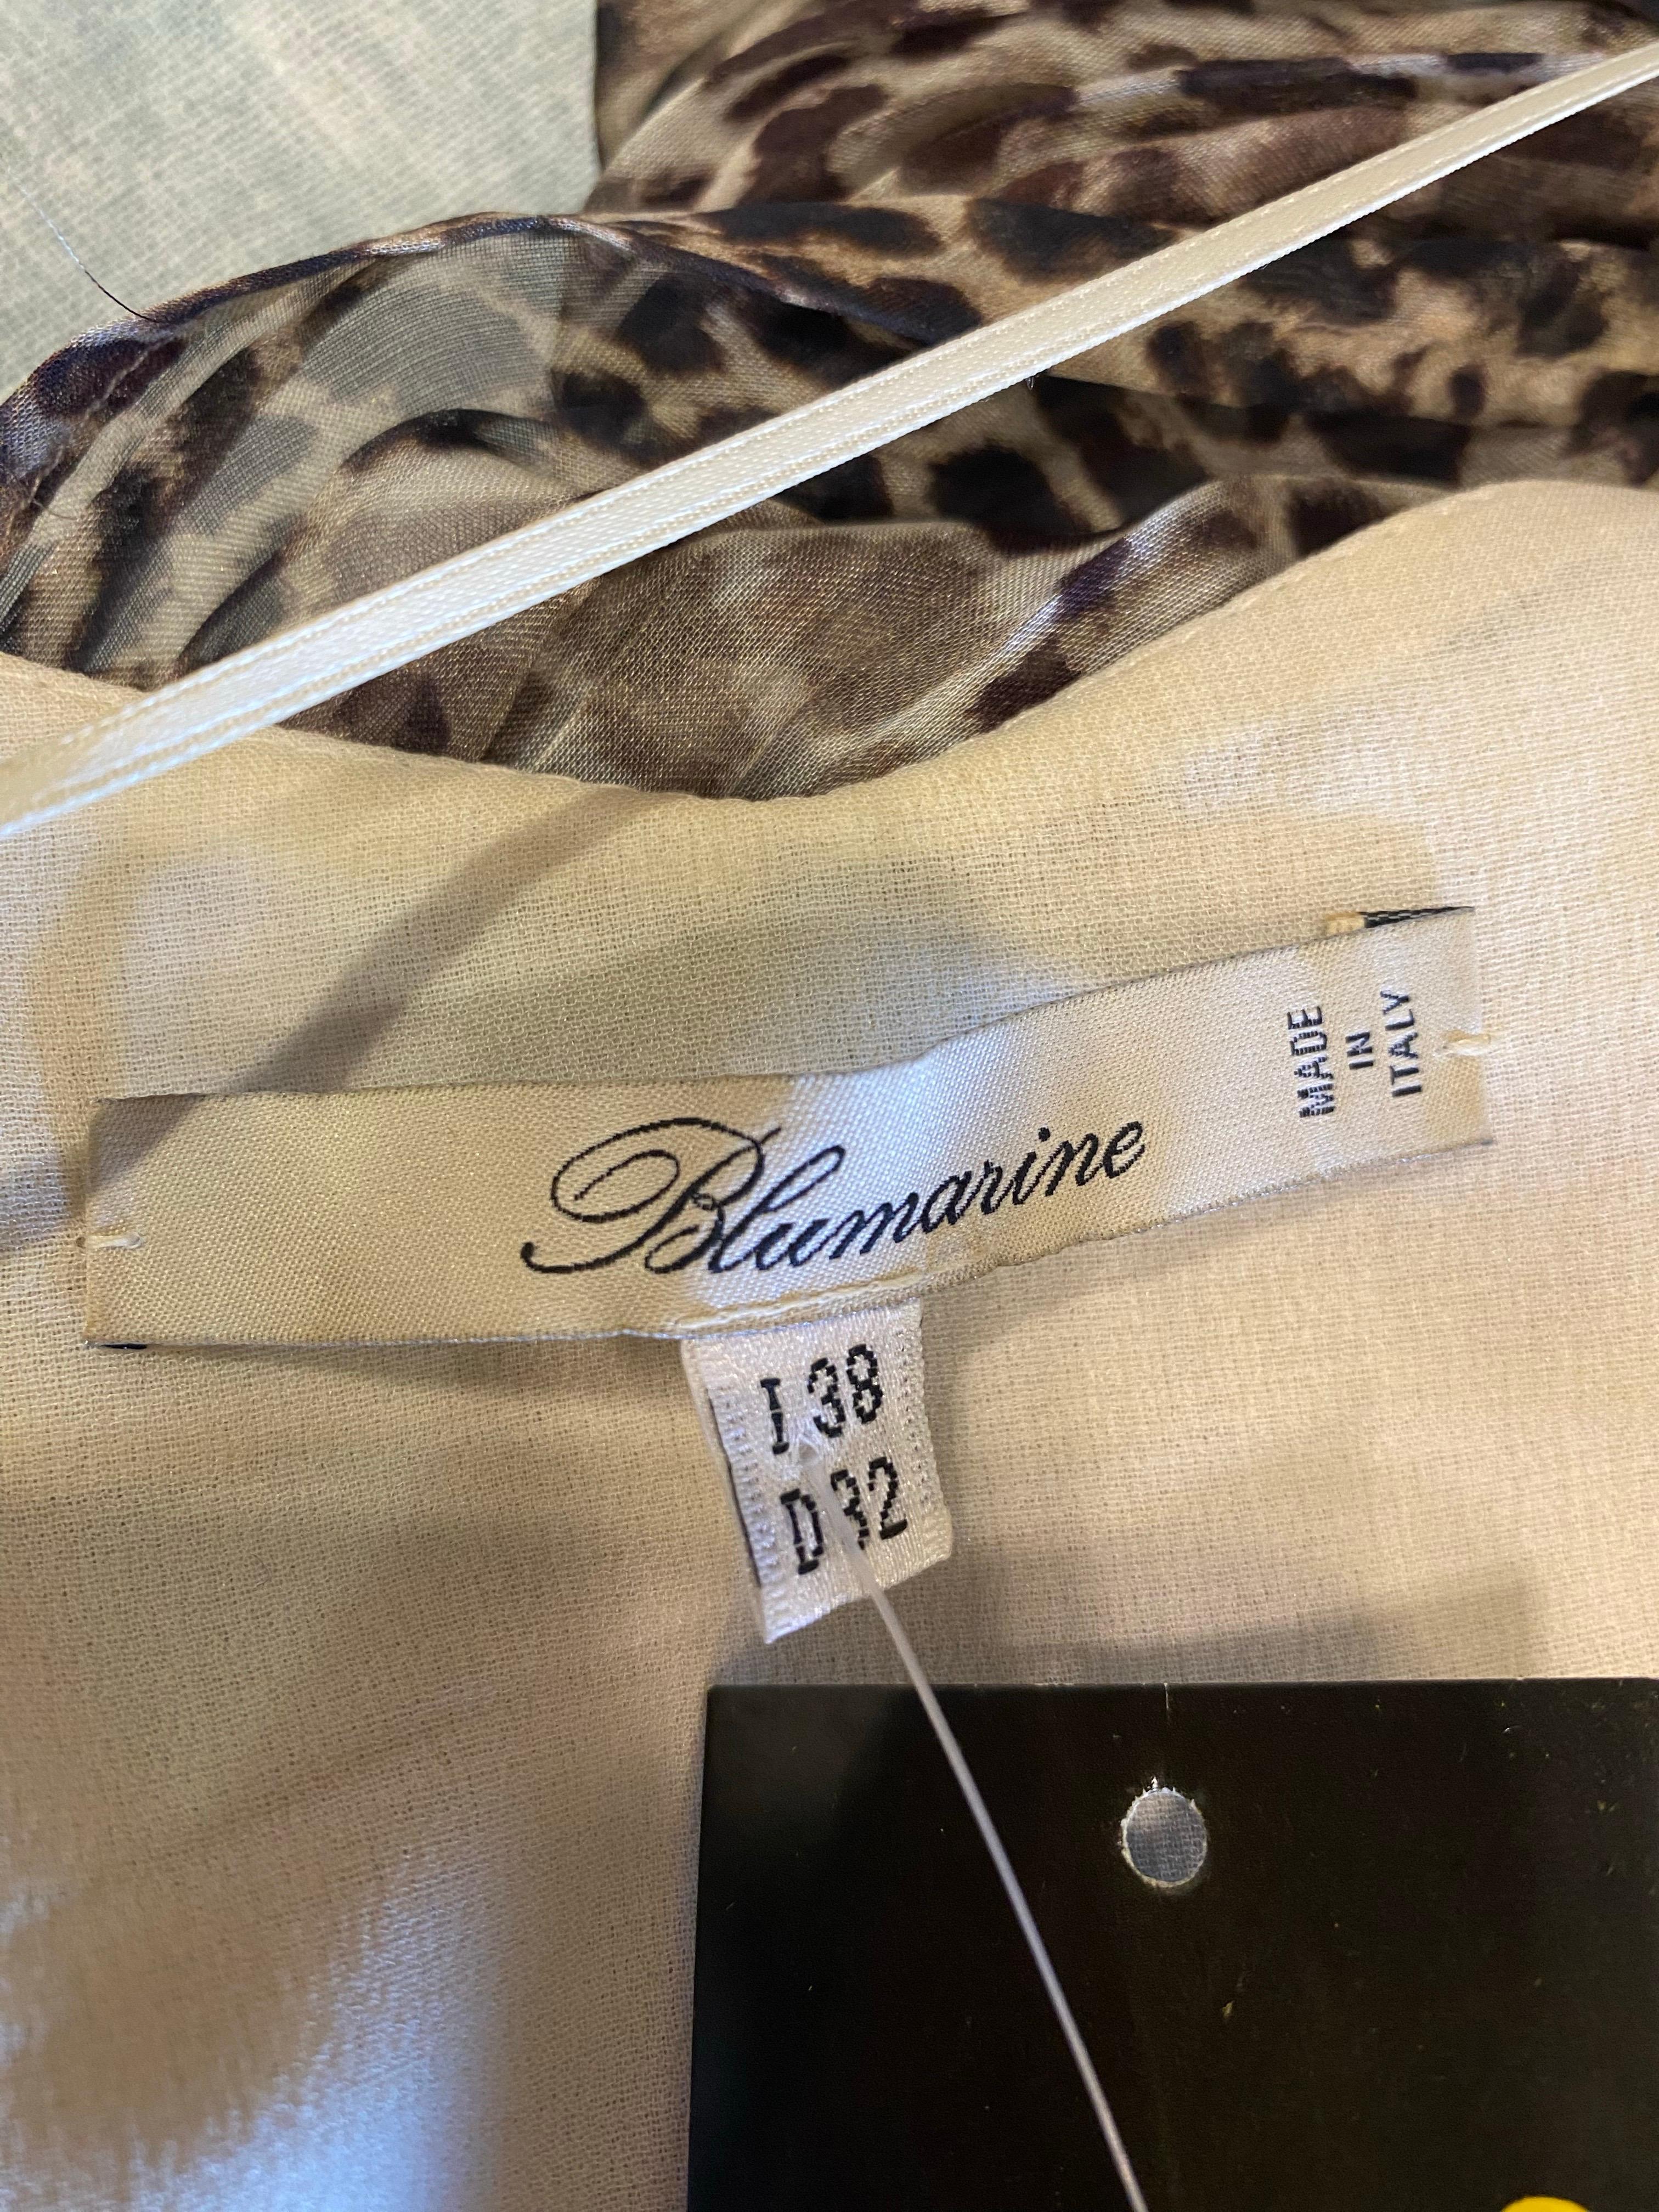 Blumarine
MADE
IN
ITALY
I 38
D 32